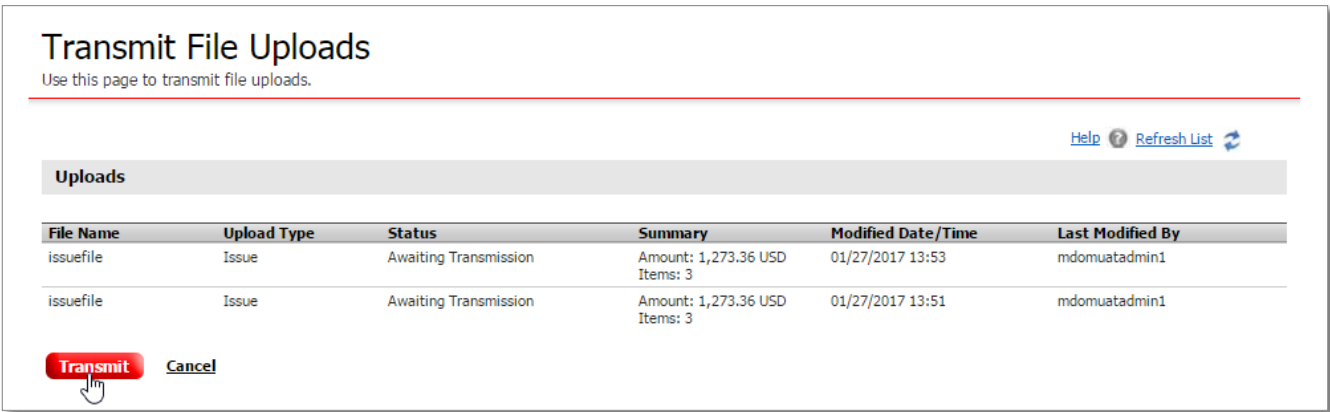 Transmit File Uploads
Use this page to transmit file uploads.
Help ? Refresh List
Uploads
File Name Upload Type Status Summary Modified Date/Time Last Modified By
issuefile Issue Awaiting Transmission Amount: 1,273.36 USD 01/27/2017 13:53 mdomuatadmin1
Items: 3
issuefile Issue Awaiting Transmission Amount: 1,273.36 USD 01/27/2017 13:51 mdomuatadmin1
Items: 3
Transmit Cancel